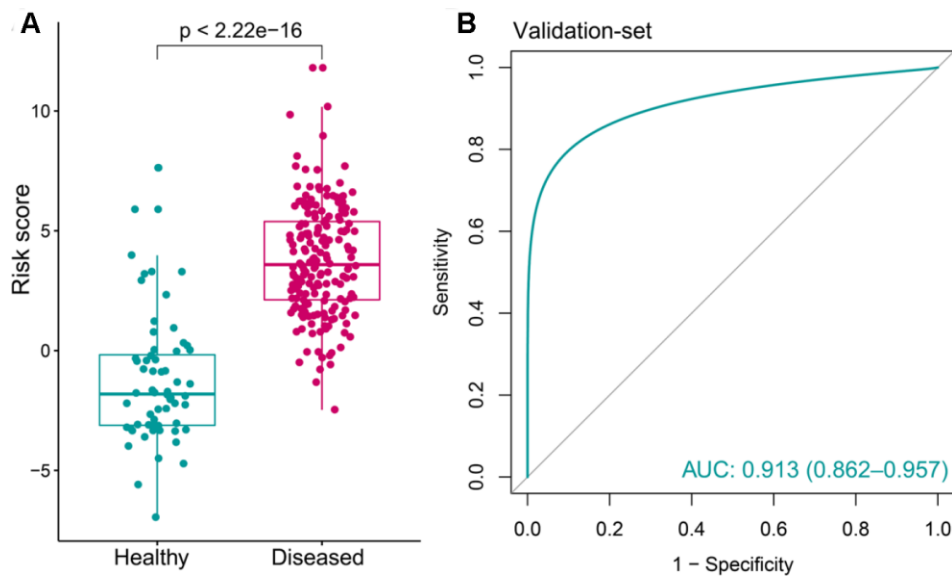 A
p < 2.22e−16
Risk score
10
5
0
−5
Healthy
Diseased
B
Validation-set
Sensitivity
1.0
0.8
0.6
0.4
0.2
0.0
AUC: 0.913 (0.862–0.957)
0.0 0.2 0.4 0.6 0.8 1.0
1 − Specificity